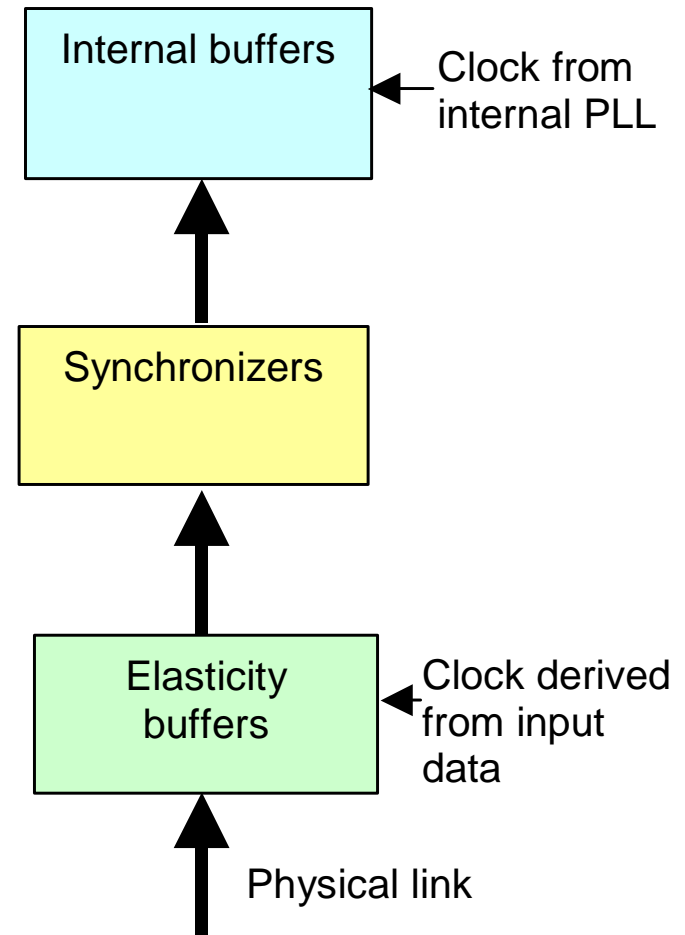 Internal buffers
Clock from
internal PLL
Synchronizers
Elasticity
buffers
Clock derived
from input
data
Physical link